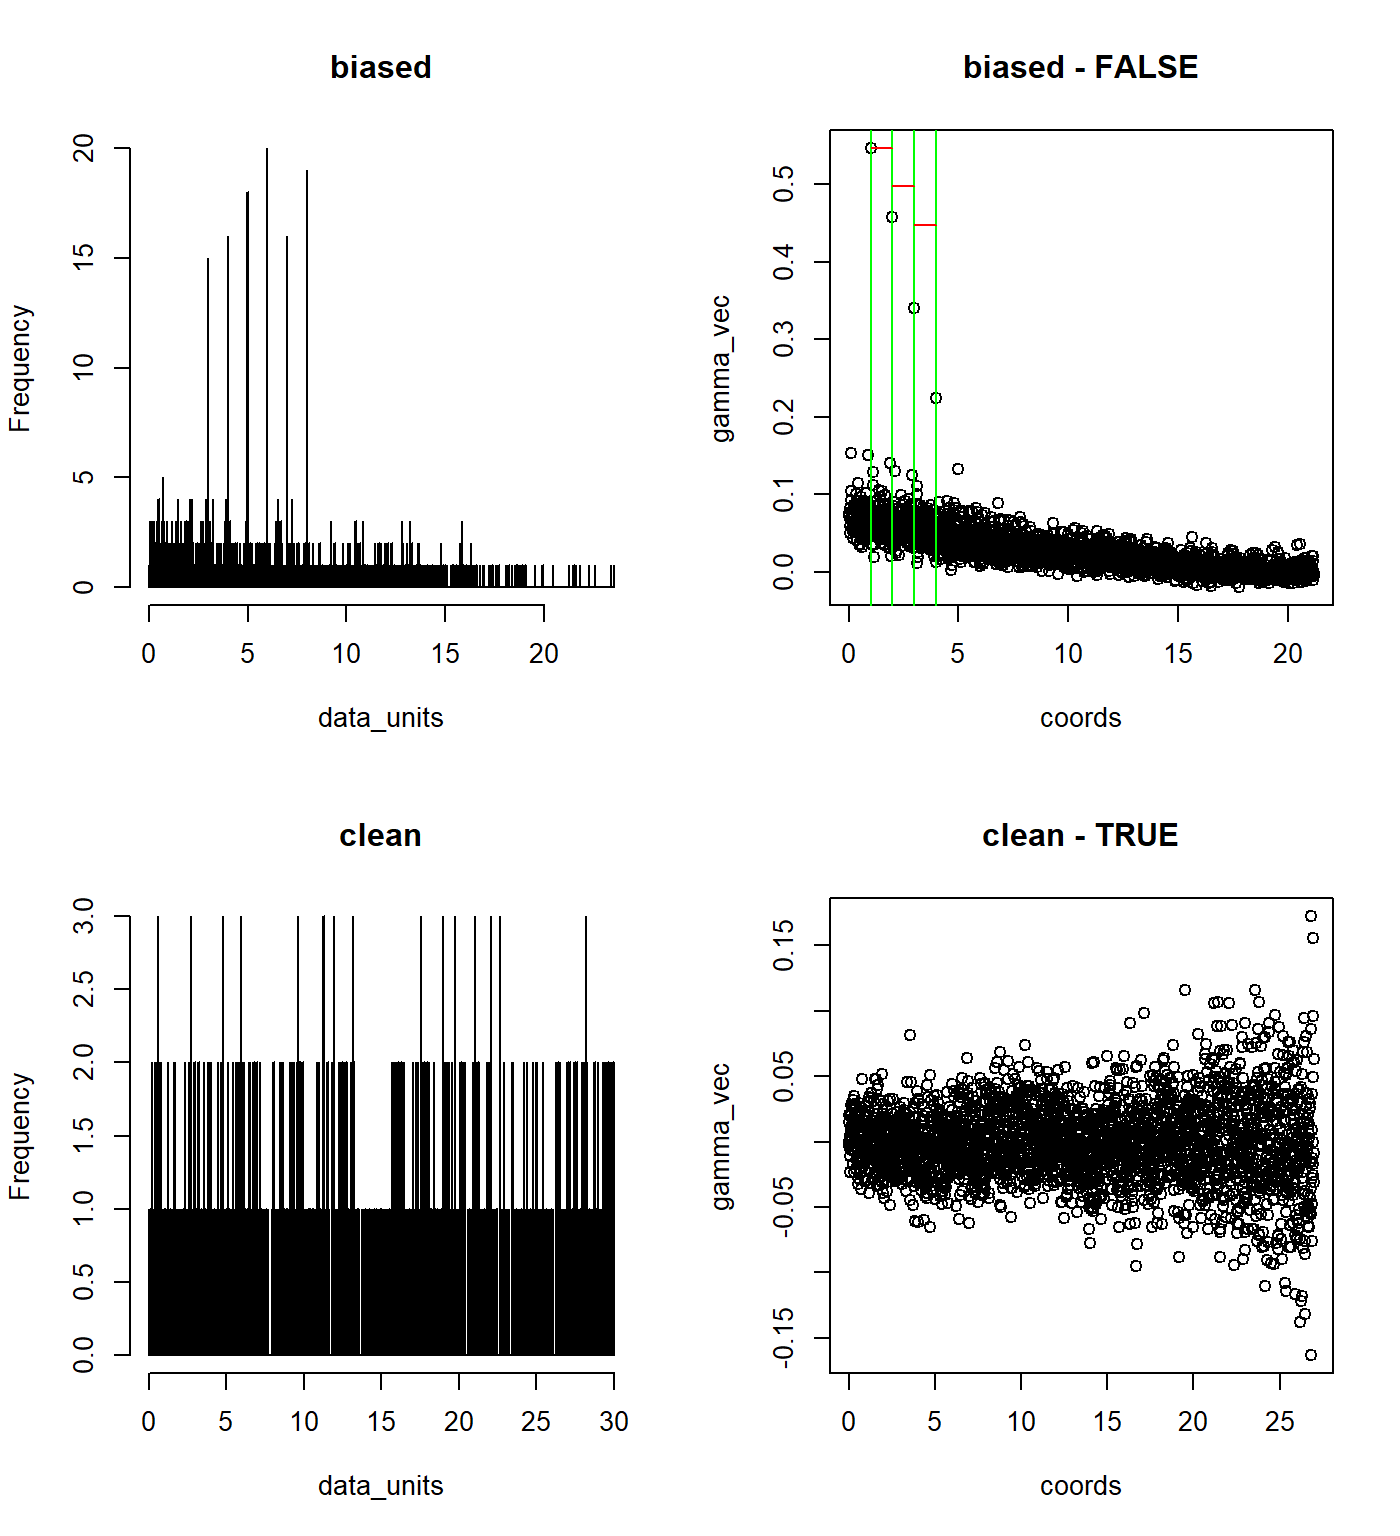 biased
Frequency
0 5 10 15 20
0 5 10 15 20
data_units
biased - FALSE
gamma_vec
0.0 0.1 0.2 0.3 0.4 0.5
0 5 10 15 20
coords
clean
Frequency
0.0 0.5 1.0 1.5 2.0 2.5 3.0
0 5 10 15 20 25 30
data_units
clean - TRUE
gamma_vec
-0.15 -0.05 0.05 0.15
0 5 10 15 20 25
coords